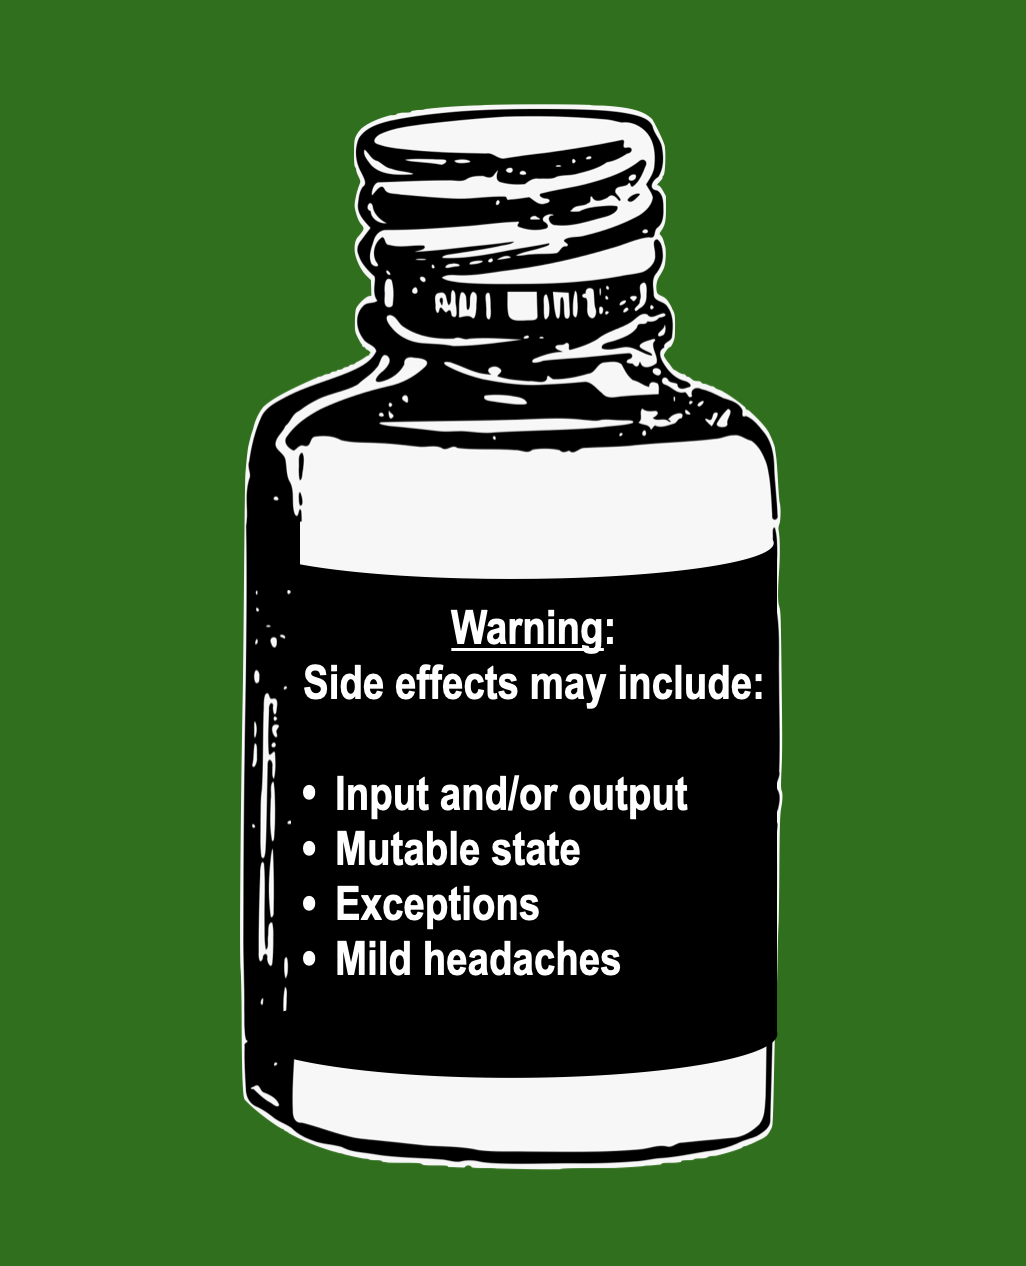 Warning:
Side effects may include:
• Input and/or output
• Mutable state
• Exceptions
• Mild headaches